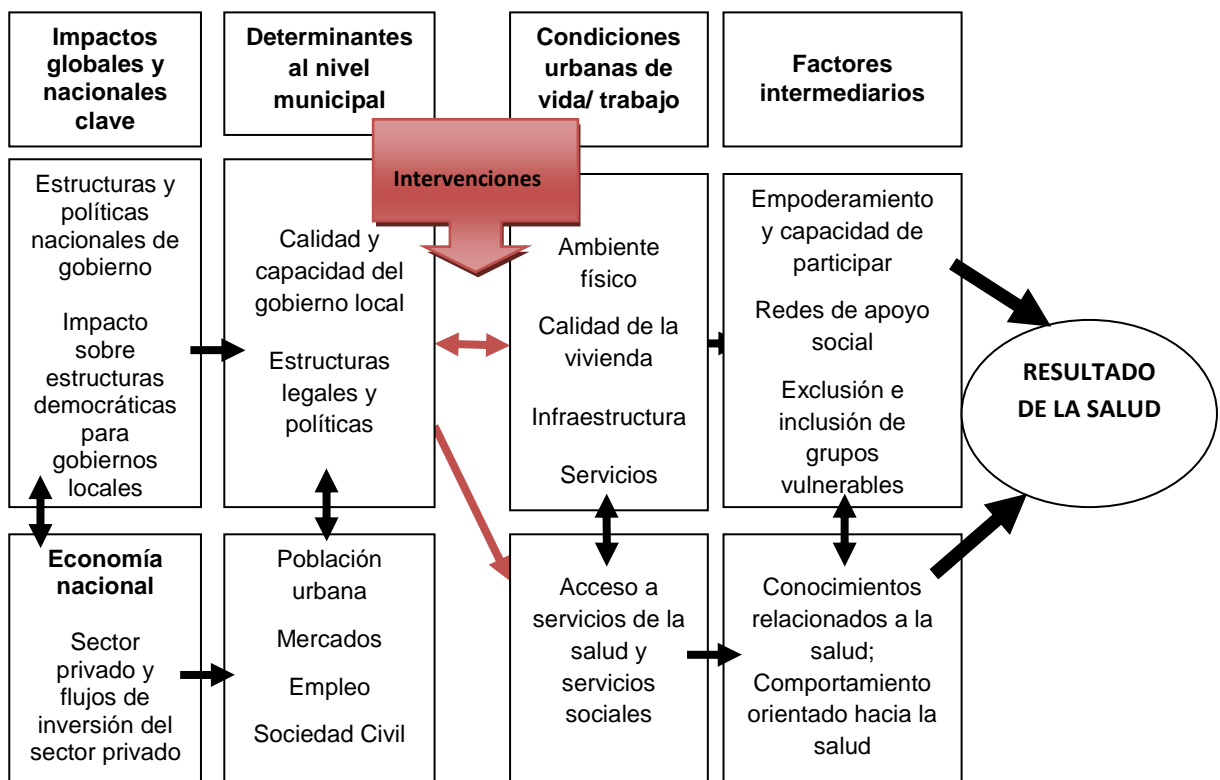 Impactos
globales y
nacionales
clave
Determinantes
al nivel
municipal
Condiciones
urbanas de
vida/ trabajo
Factores
intermediarios
Intervenciones
Estructuras y
políticas
nacionales de
gobierno
Impacto
sobre
estructuras
democráticas
para
gobiernos
locales
Calidad y
capacidad del
gobierno local
Estructuras
legales y
políticas
Ambiente
físico
Calidad de la
vivienda
Infraestructura
Servicios
Empoderamiento
y capacidad de
participar
Redes de apoyo
social
Exclusión e
inclusión de
grupos
vulnerables
RESULTADO
DE LA SALUD
Economía
nacional
Sector
privado y
flujos de
inversión del
sector privado
Población
urbana
Mercados
Empleo
Sociedad Civil
Acceso a
servicios de la
salud y
servicios
sociales
Conocimientos
relacionados a la
salud;
Comportamiento
orientado hacia la
salud